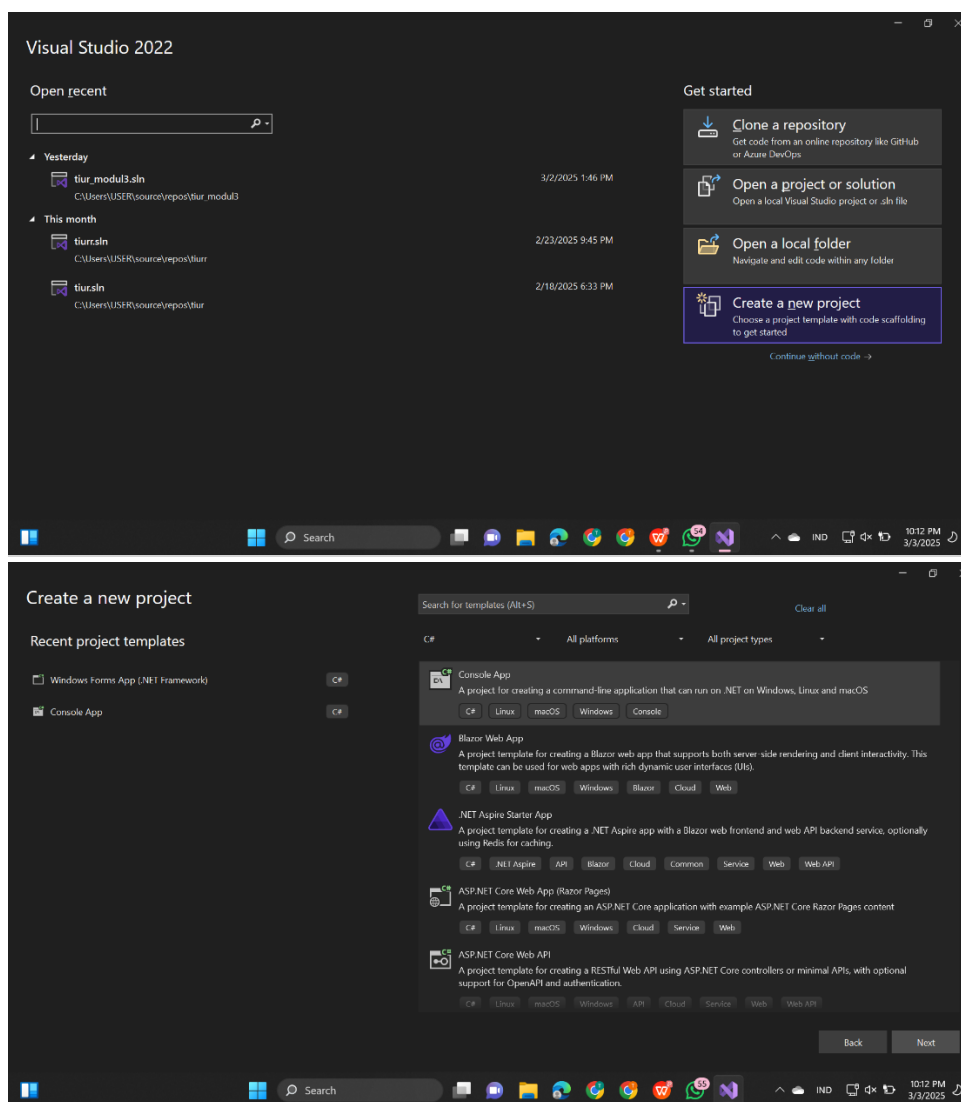 Visual Studio 2022
Open recent
Yesterday
tiur_modul3.sln
3/2/2025 1:46 PM
C:\Users\USER\source\repos\tiur_modul3
This month
tiurr.sln
2/23/2025 9:45 PM
C:\Users\USER\source\repos\tiurr
tiur.sln
2/18/2025 6:33 PM
C:\Users\USER\source\repos\tiur
Get started
Clone a repository
Get code from an online repository like GitHub
or Azure DevOps
Open a project or solution
Open a local Visual Studio project or .sln file
Open a local folder
Navigate and edit code within any folder
Create a new project
Choose a project template with code scaffolding
to get started
Continue without code →
Search
54
IND
10:12 PM
3/3/2025
Create a new project
Recent project templates
Windows Forms App (.NET Framework) C#
Console App C#
Search for templates (Alt+S)
Clear all
C# All platforms All project types
Console App
A project for creating a command-line application that can run on .NET on Windows, Linux and macOS
C# Linux macOS Windows Console
Blazor Web App
A project template for creating a Blazor web app that supports both server-side rendering and client interactivity. This
template can be used for web apps with rich dynamic user interfaces (UIs).
C# Linux macOS Windows Blazor Cloud Web
.NET Aspire Starter App
A project template for creating a .NET Aspire app with a Blazor web frontend and web API backend service, optionally
using Redis for caching.
C# .NET Aspire API Blazor Cloud Common Service Web Web API
ASP.NET Core Web App (Razor Pages)
A project template for creating an ASP.NET Core application with example ASP.NET Core Razor Pages content
C# Linux macOS Windows Cloud Service Web
ASP.NET Core Web API
A project template for creating a RESTful Web API using ASP.NET Core controllers or minimal APIs, with optional
support for OpenAPI and authentication.
C# Linux macOS Windows API Cloud Service Web Web API
Back Next
Search
55
IND
10:12 PM
3/3/2025